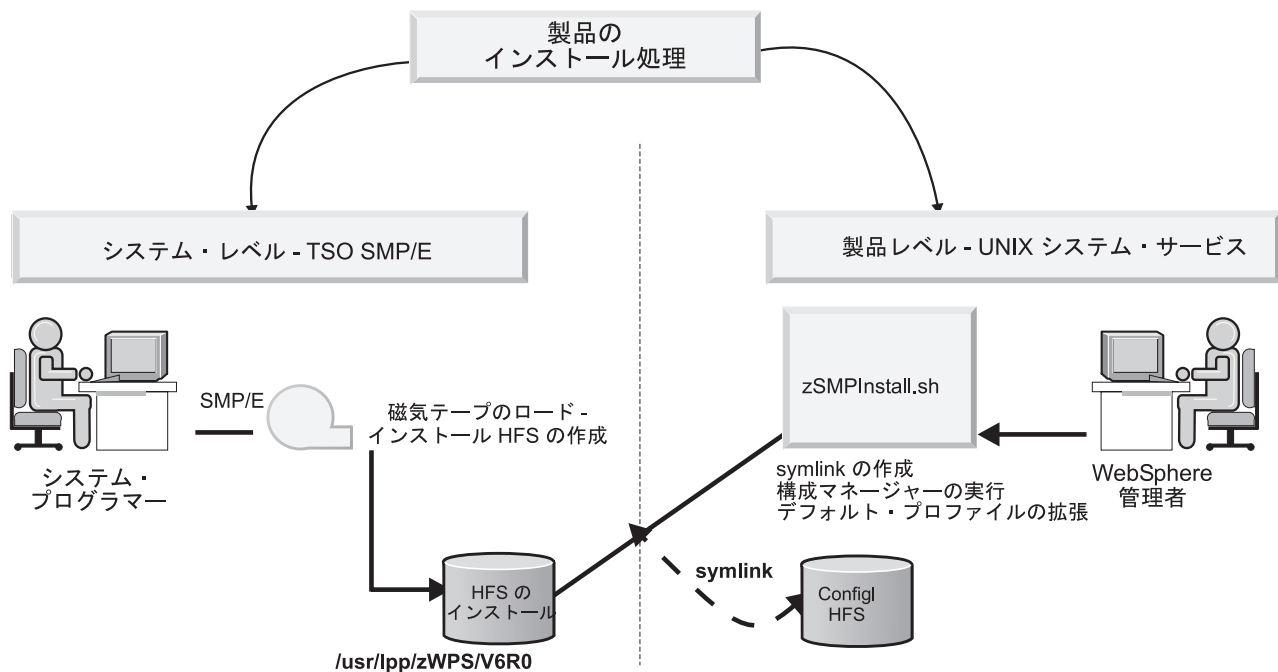 製品の
インストール処理
システム・レベル - TSO SMP/E
製品レベル - UNIX システム・サービス
SMP/E
磁気テープのロード -
インストール HFS の作成
システム・
プログラマー
zSMPInstall.sh
symlink の作成
構成マネージャーの実行
デフォルト・プロファイルの拡張
WebSphere
管理者
HFS の
インストール
/usr/lpp/zWPS/V6R0
symlink
Configl
HFS